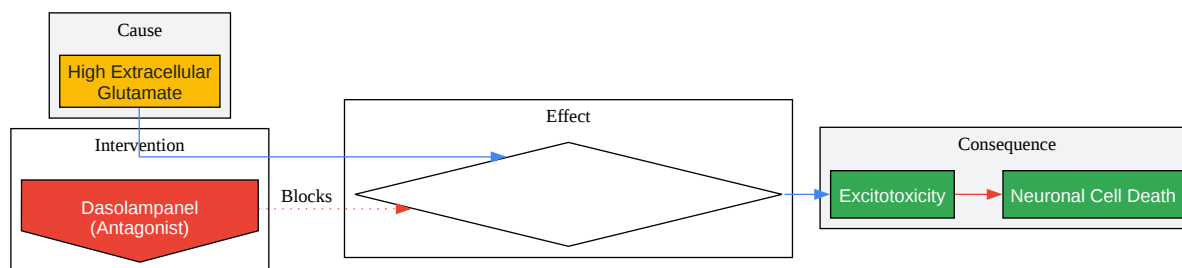 Cause
High Extracellular
Glutamate
Intervention
Dasolampanel
(Antagonist)
Blocks
Effect
Consequence
Excitotoxicity
Neuronal Cell Death